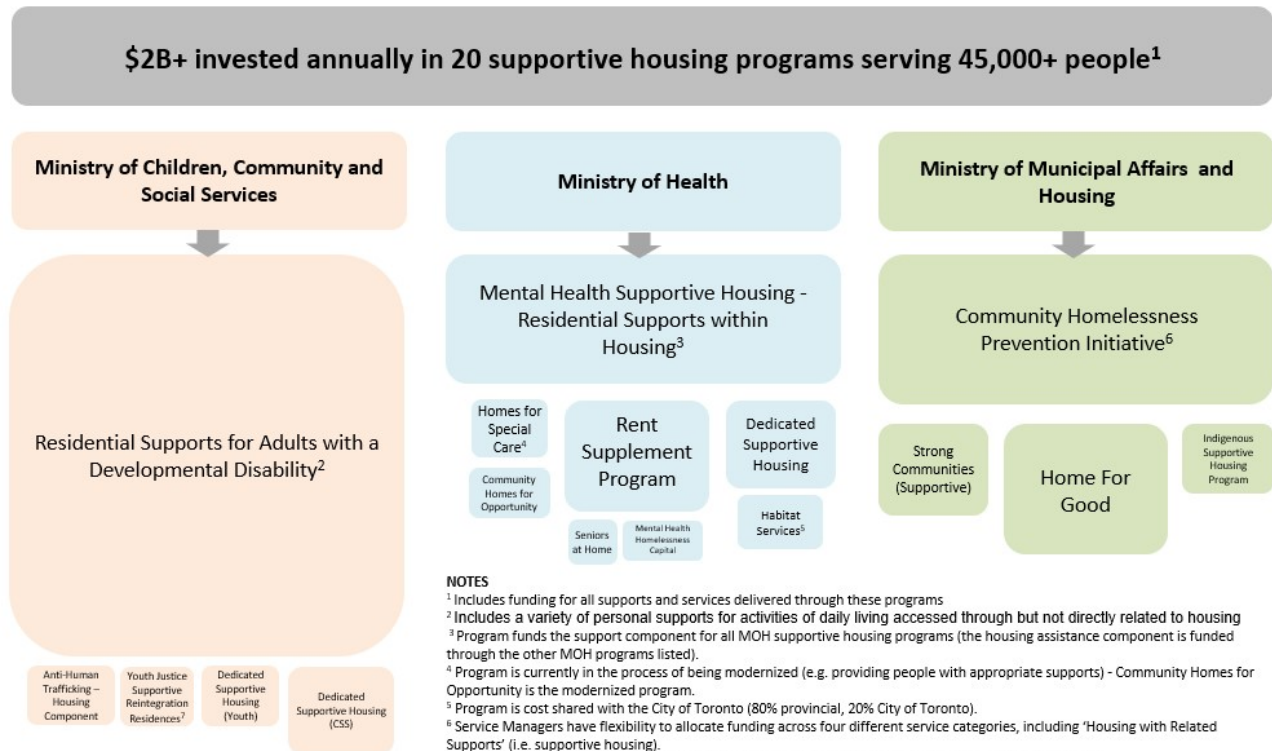 $2B+ invested annually in 20 supportive housing programs serving 45,000+ people¹
Ministry of Children, Community and
Social Services
Residential Supports for Adults with a
Developmental Disability²
Anti-Human
Trafficking –
Housing
Component
Youth Justice
Supportive
Reintegration
Residences⁷
Dedicated
Supportive
Housing
(Youth)
Dedicated
Supportive Housing
(CSS)
Ministry of Health
Mental Health Supportive Housing -
Residential Supports within
Housing³
Homes for
Special
Care⁴
Community
Homes for
Opportunity
Rent
Supplement
Program
Seniors
at Home
Mental Health
Homelessness
Capital
Dedicated
Supportive
Housing
Habitat
Services⁵
Ministry of Municipal Affairs and
Housing
Community Homelessness
Prevention Initiative⁶
Strong
Communities
(Supportive)
Home For
Good
Indigenous
Supportive
Housing
Program
NOTES
¹ Includes funding for all supports and services delivered through these programs
² Includes a variety of personal supports for activities of daily living accessed through but not directly related to housing
³ Program funds the support component for all MOH supportive housing programs (the housing assistance component is funded
through the other MOH programs listed).
⁴ Program is currently in the process of being modernized (e.g. providing people with appropriate supports) - Community Homes for
Opportunity is the modernized program.
⁵ Program is cost shared with the City of Toronto (80% provincial, 20% City of Toronto).
⁶ Service Managers have flexibility to allocate funding across four different service categories, including ‘Housing with Related
Supports’ (i.e. supportive housing).